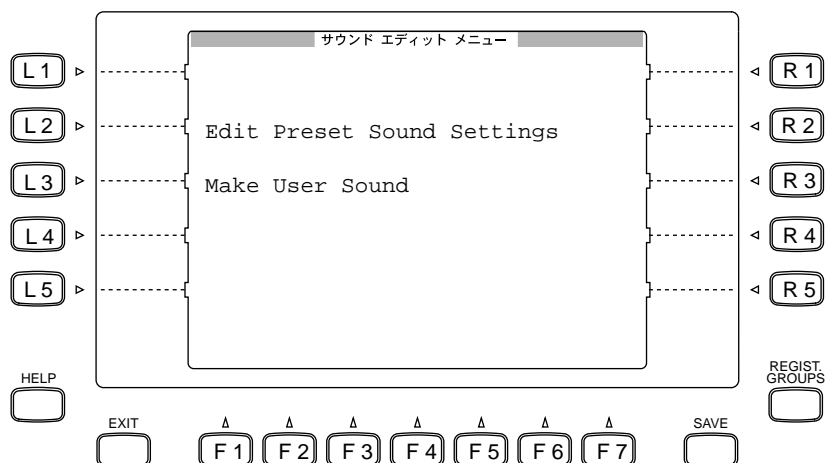 サウンド エディット メニュー
L1
R1
L2
Edit Preset Sound Settings
R2
L3
Make User Sound
R3
L4
R4
L5
R5
HELP
REGIST.
GROUPS
EXIT
SAVE
F1 F2 F3 F4 F5 F6 F7